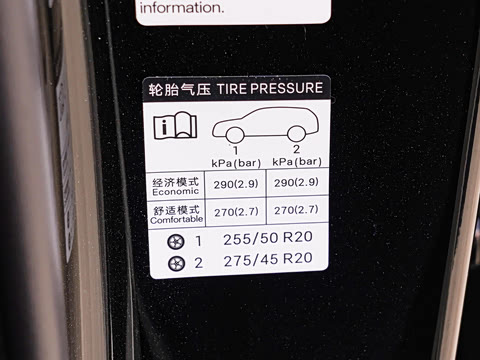 information.
轮胎气压 TIRE PRESSURE
i
1 2
kPa(bar) kPa(bar)
经济模式 290(2.9) 290(2.9)
Economic
舒适模式 270(2.7) 270(2.7)
Comfortable
1 255/50 R20
2 275/45 R20